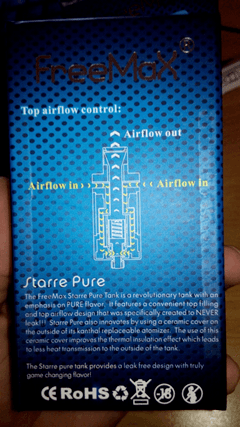 FreeMaX®
Top airflow control:
Airflow out
Airflow in
Airflow in
Starre Pure
The FreeMax Starre Pure Tank is a revolutionary tank with an
emphasis on PURE flavor. It features a convenient top filling
and top airflow design that was specifically created to NEVER
leak!!! Starre Pure also innovates by using a ceramic cover on
the outside of its kanthal replaceable atomizer. The use of this
ceramic cover improves the thermal insulation effect which leads
to less heat transmission to the outside of the tank.
The Starre pure tank provides a leak free design with truly
game changing flavor!
CE RoHS -18